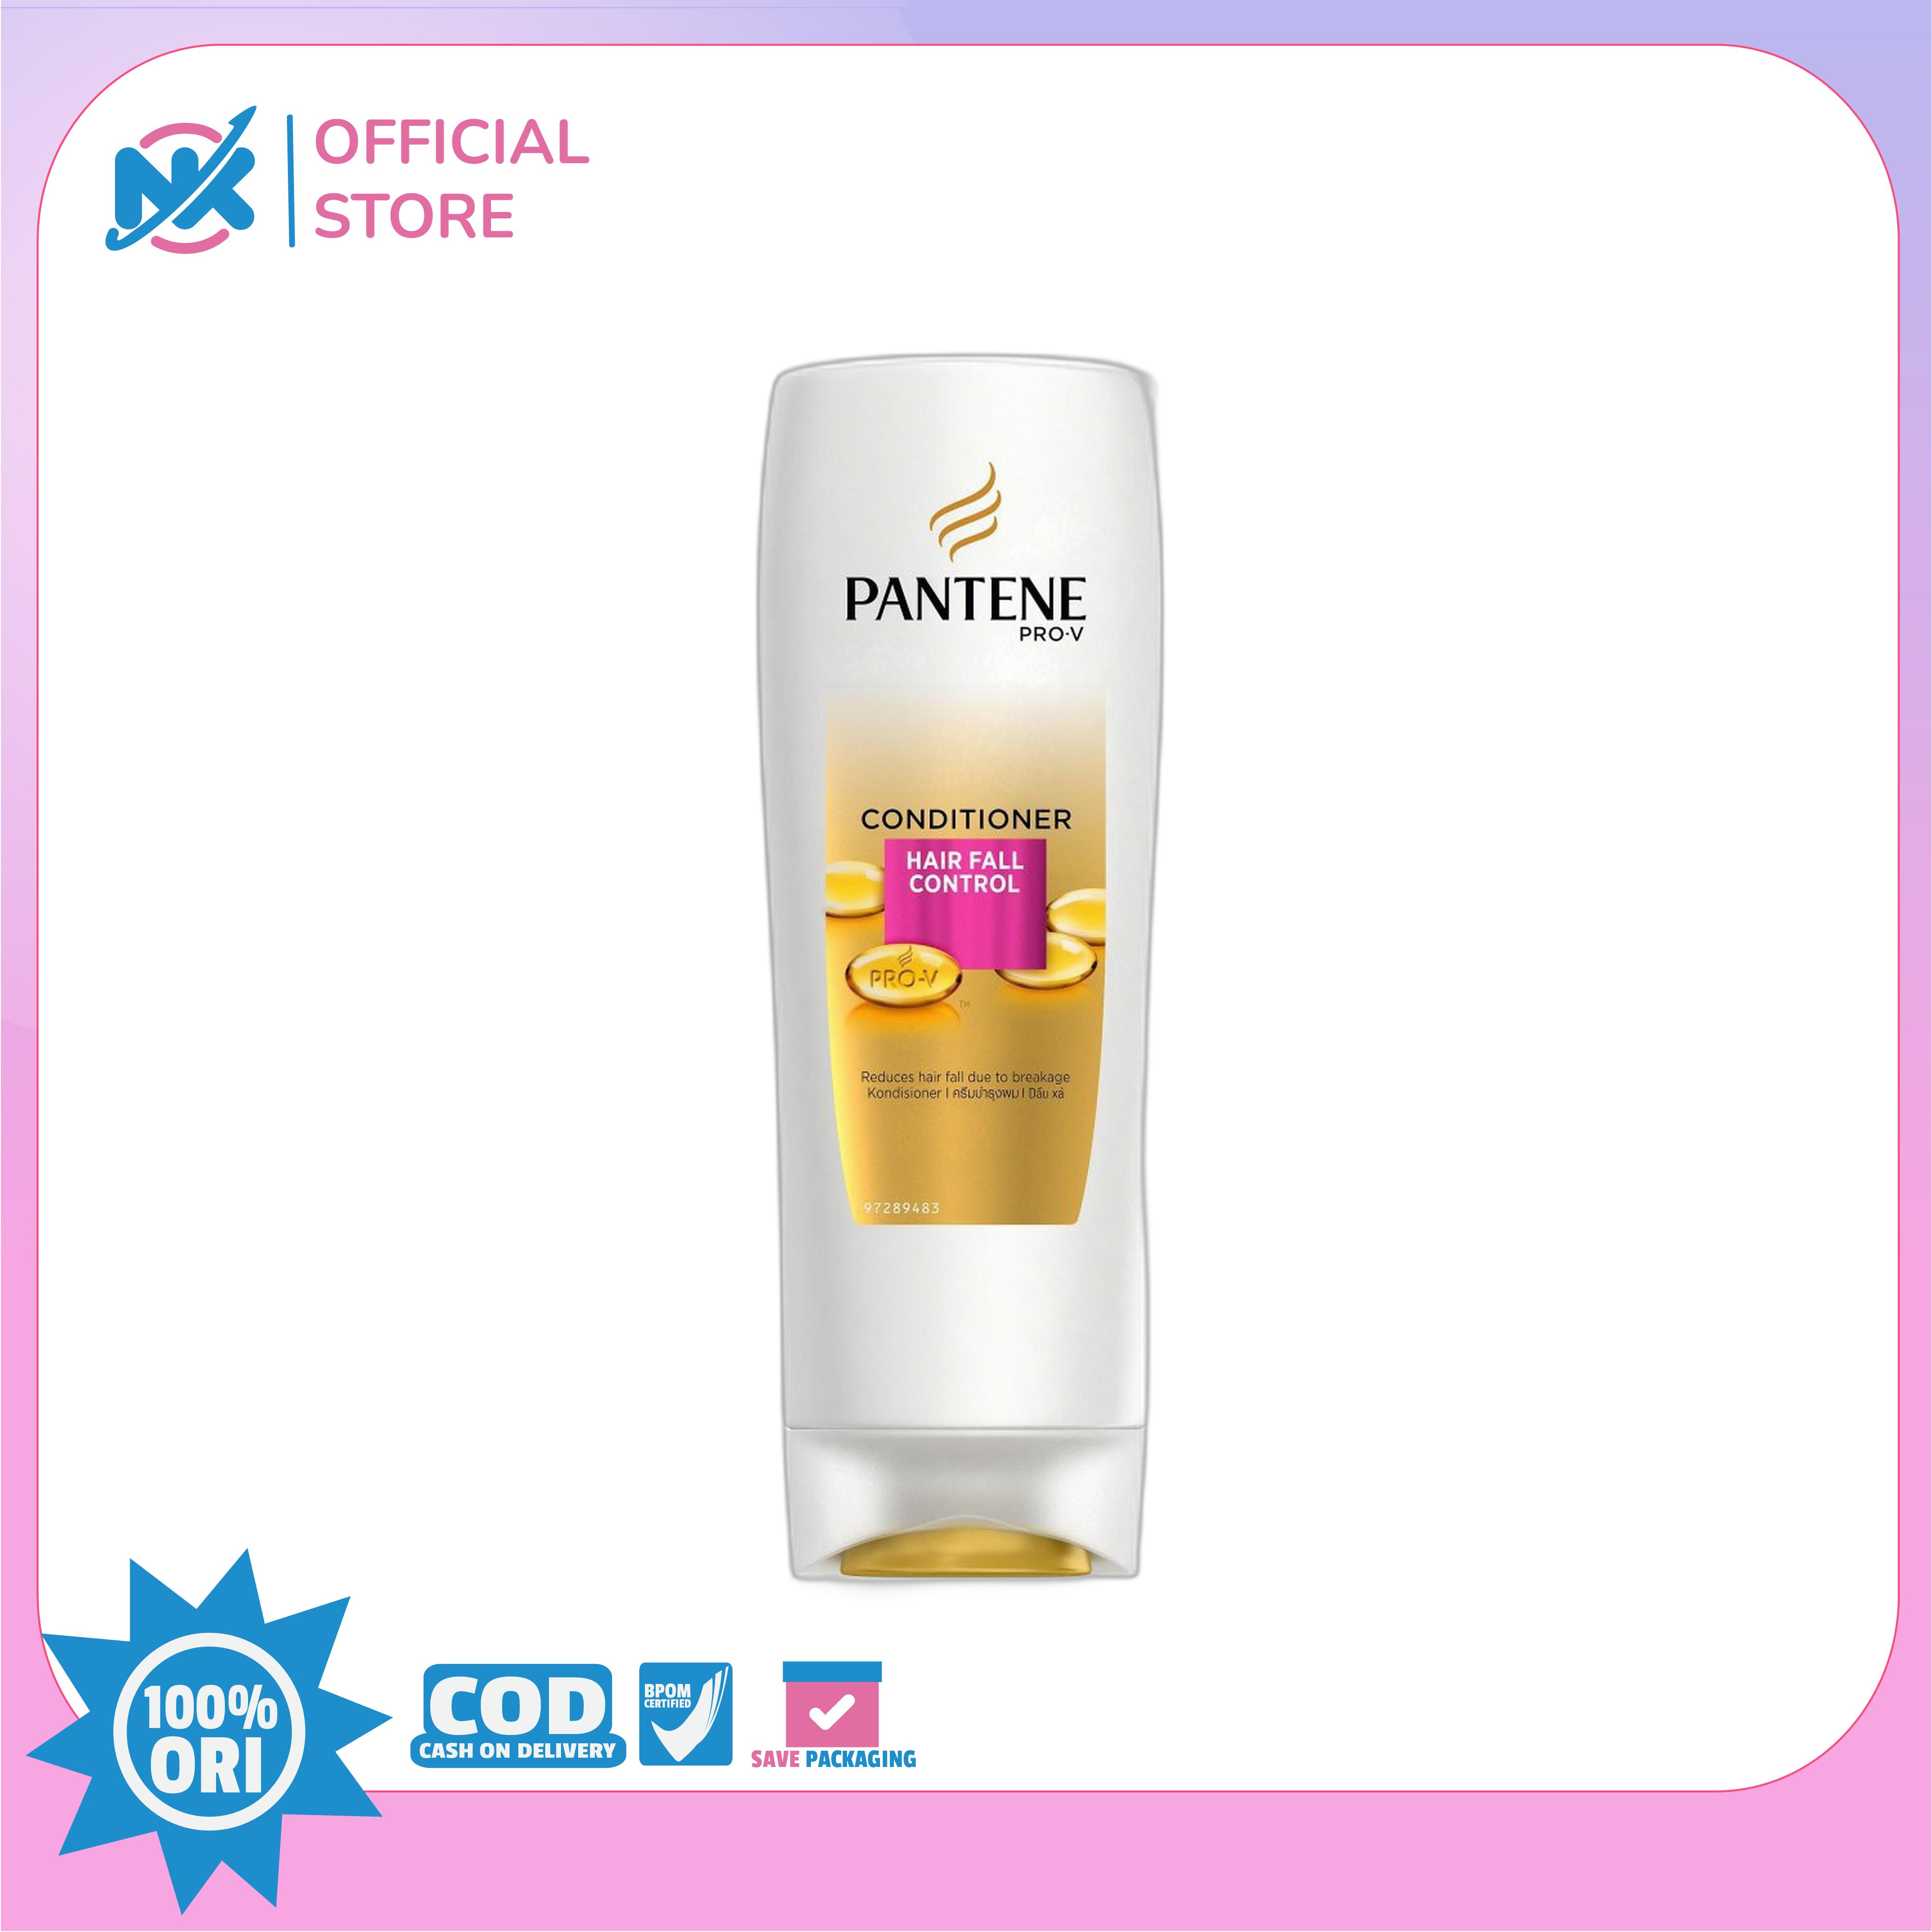 NK
OFFICIAL
STORE
PANTENE
PRO·V
CONDITIONER
HAIR FALL
CONTROL
PRO-V
TM
Reduces hair fall due to breakage
Kondisioner | ครีมบำรุงผม | Dầu xả
97289483
100%
ORI
COD
CASH ON DELIVERY
BPOM
CERTIFIED
SAVE PACKAGING